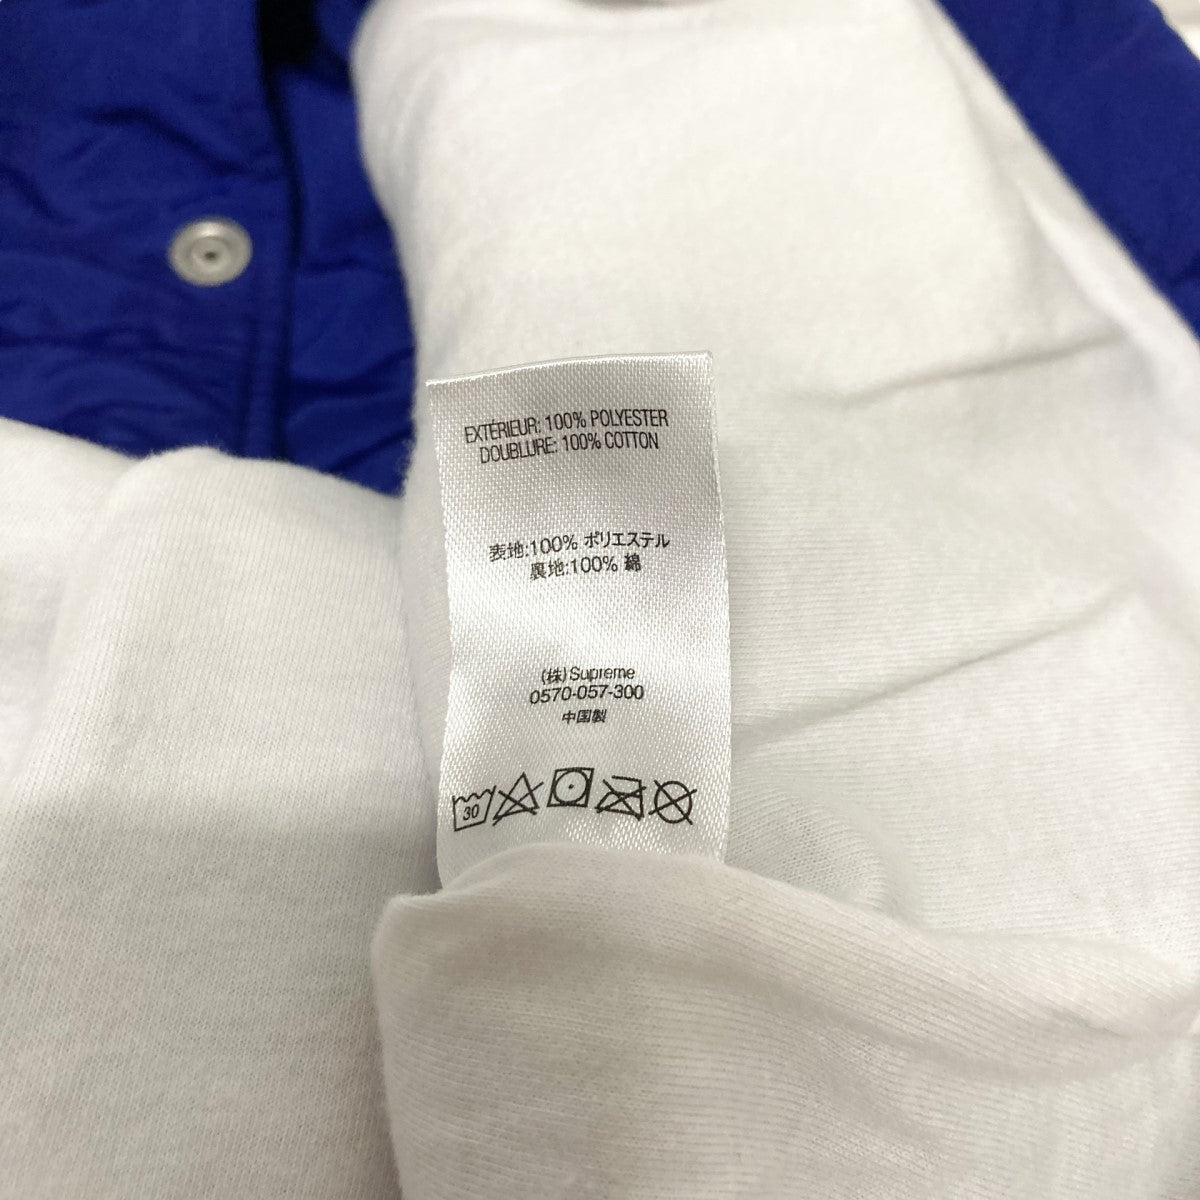 EXTÉRIEUR: 100% POLYESTER
DOUBLURE: 100% COTTON
表地:100% ポリエステル
裏地:100% 綿
(株)Supreme
0570-057-300
中国製
30